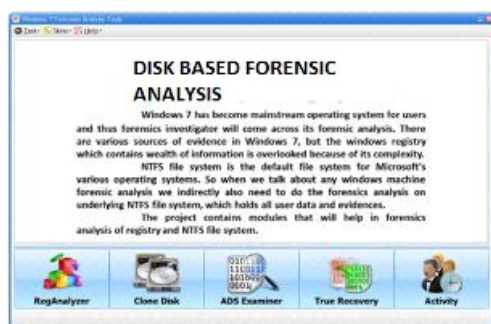 Windows 7 Forensic Analysis Tools
DISK BASED FORENSIC
ANALYSIS
Windows 7 has become mainstream operating system for users
and thus forensics investigator will come across its forensic analysis. There
are various sources of evidence in Windows 7, but the windows registry
which contains wealth of information is overlooked because of its complexity.
NTFS file system is the default file system for Microsoft's
various operating systems. So when we talk about any windows machine
forensic analysis we indirectly also need to do the forensics analysis on
underlying NTFS file system, which holds all user data and evidences.
The project contains modules that will help in forensics
analysis of registry and NTFS file system.
RegAnalyzer Clone Disk ADS Examiner True Recovery Activity